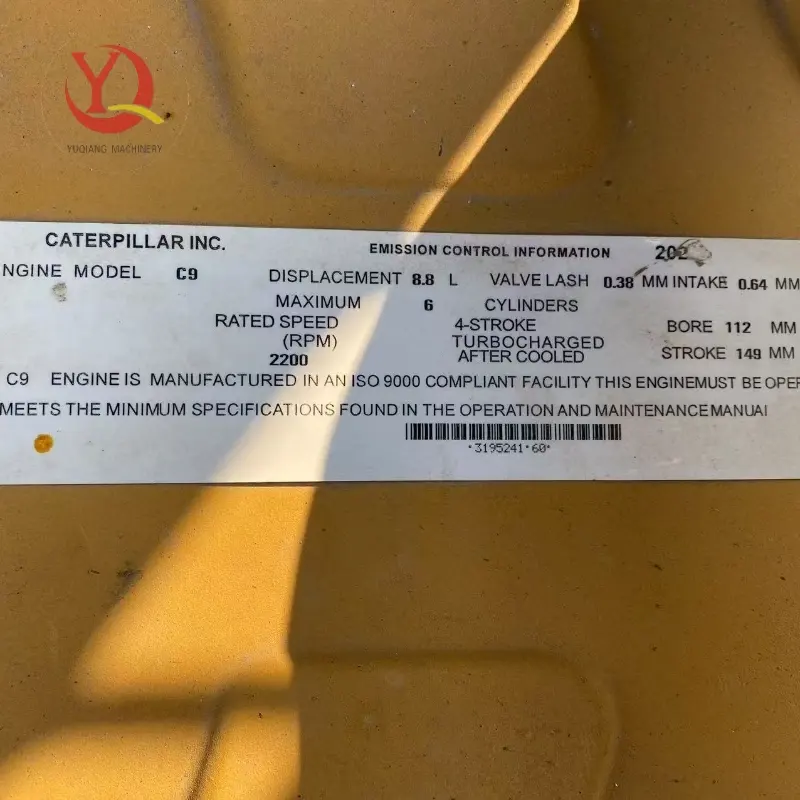 YQ
YUQIANG MACHINERY
CATERPILLAR INC.
EMISSION CONTROL INFORMATION 202
NGINE MODEL C9 DISPLACEMENT 8.8 L VALVE LASH 0.38 MM INTAKE 0.64 MM
MAXIMUM 6 CYLINDERS
RATED SPEED 4-STROKE BORE 112 MM
(RPM) TURBOCHARGED
2200 AFTER COOLED STROKE 149 MM
C9 ENGINE IS MANUFACTURED IN AN ISO 9000 COMPLIANT FACILITY THIS ENGINEMUST BE OPER
MEETS THE MINIMUM SPECIFICATIONS FOUND IN THE OPERATION AND MAINTENANCE MANUAI
*3195241*60*